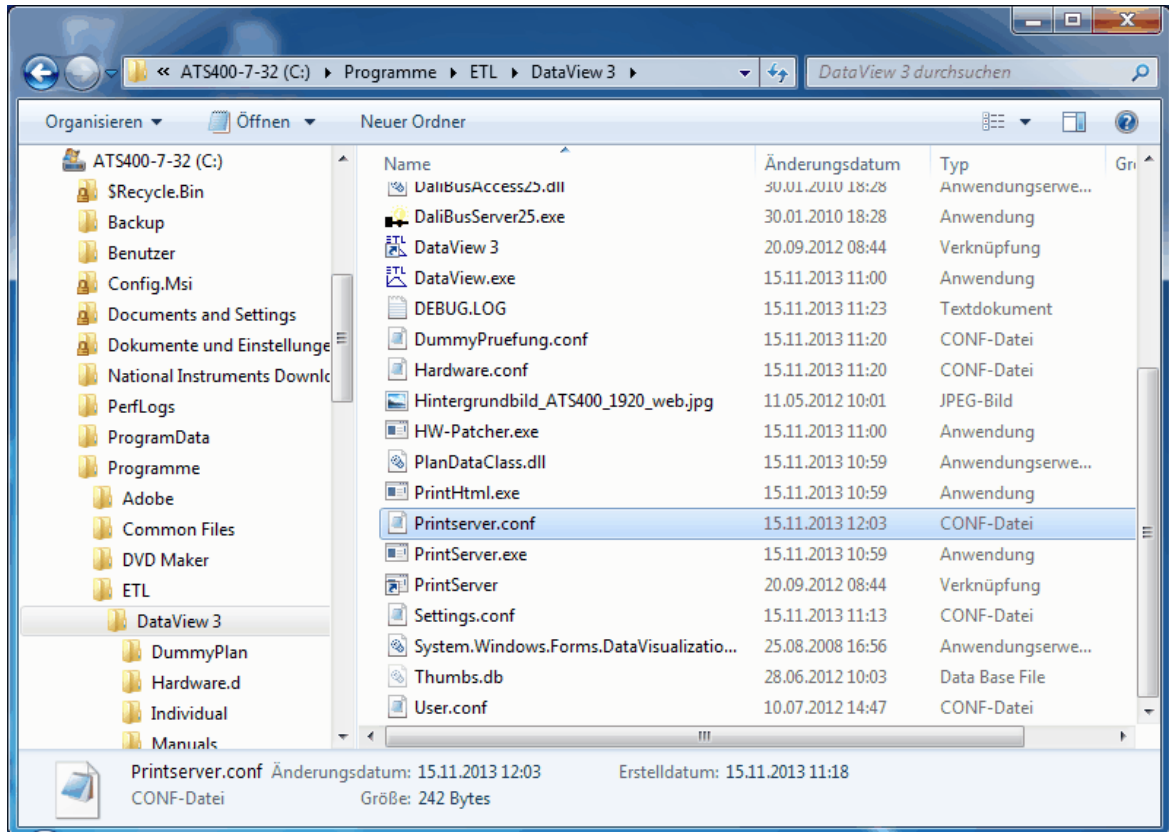 « ATS400-7-32 (C:) ▸ Programme ▸ ETL ▸ DataView 3 ▸ DataView 3 durchsuchen
Organisieren Öffnen Neuer Ordner
ATS400-7-32 (C:)
$Recycle.Bin
Backup
Benutzer
Config.Msi
Documents and Settings
Dokumente und Einstellunge
National Instruments Downlo
PerfLogs
ProgramData
Programme
Adobe
Common Files
DVD Maker
ETL
DataView 3
DummyPlan
Hardware.d
Individual
Manuals
Name Änderungsdatum Typ Grö
DaliBusAccess25.dll 30.01.2010 18:28 Anwendungserwe...
DaliBusServer25.exe 30.01.2010 18:28 Anwendung
DataView 3 20.09.2012 08:44 Verknüpfung
DataView.exe 15.11.2013 11:00 Anwendung
DEBUG.LOG 15.11.2013 11:23 Textdokument
DummyPruefung.conf 15.11.2013 11:20 CONF-Datei
Hardware.conf 15.11.2013 11:20 CONF-Datei
Hintergrundbild_ATS400_1920_web.jpg 11.05.2012 10:01 JPEG-Bild
HW-Patcher.exe 15.11.2013 11:00 Anwendung
PlanDataClass.dll 15.11.2013 10:59 Anwendungserwe...
PrintHtml.exe 15.11.2013 10:59 Anwendung
Printserver.conf 15.11.2013 12:03 CONF-Datei
PrintServer.exe 15.11.2013 10:59 Anwendung
PrintServer 20.09.2012 08:44 Verknüpfung
Settings.conf 15.11.2013 11:13 CONF-Datei
System.Windows.Forms.DataVisualizatio... 25.08.2008 16:56 Anwendungserwe...
Thumbs.db 28.06.2012 10:03 Data Base File
User.conf 10.07.2012 14:47 CONF-Datei
Printserver.conf Änderungsdatum: 15.11.2013 12:03 Erstelldatum: 15.11.2013 11:18
CONF-Datei Größe: 242 Bytes